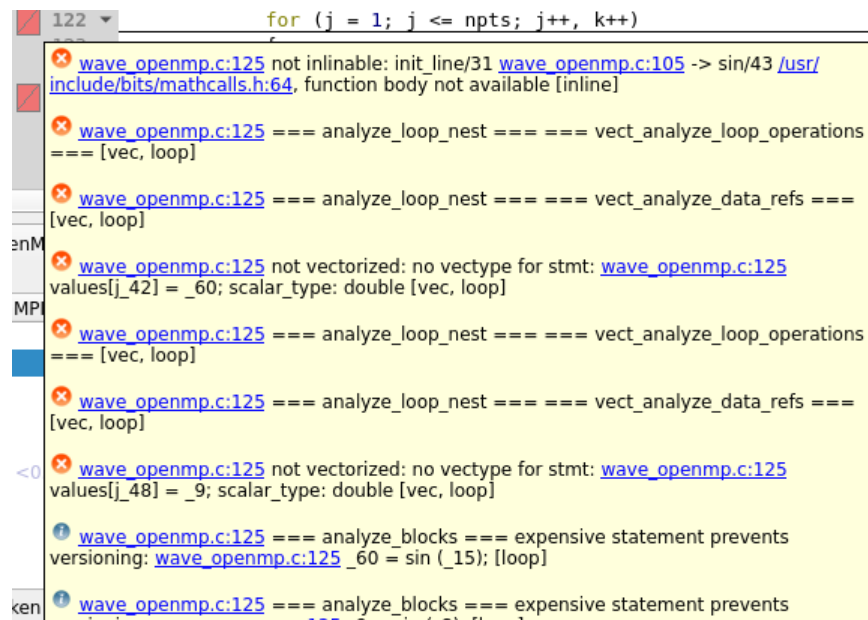 122 for (j = 1; j <= npts; j++, k++)
wave_openmp.c:125 not inlinable: init_line/31 wave_openmp.c:105 -> sin/43 /usr/
include/bits/mathcalls.h:64, function body not available [inline]
wave_openmp.c:125 === analyze_loop_nest === === vect_analyze_loop_operations
=== [vec, loop]
wave_openmp.c:125 === analyze_loop_nest === === vect_analyze_data_refs ===
[vec, loop]
enM
wave_openmp.c:125 not vectorized: no vectype for stmt: wave_openmp.c:125
values[j_42] = _60; scalar_type: double [vec, loop]
MPI
wave_openmp.c:125 === analyze_loop_nest === === vect_analyze_loop_operations
=== [vec, loop]
wave_openmp.c:125 === analyze_loop_nest === === vect_analyze_data_refs ===
[vec, loop]
<0
wave_openmp.c:125 not vectorized: no vectype for stmt: wave_openmp.c:125
values[j_48] = _9; scalar_type: double [vec, loop]
wave_openmp.c:125 === analyze_blocks === expensive statement prevents
versioning: wave_openmp.c:125 _60 = sin (_15); [loop]
ken
wave_openmp.c:125 === analyze_blocks === expensive statement prevents